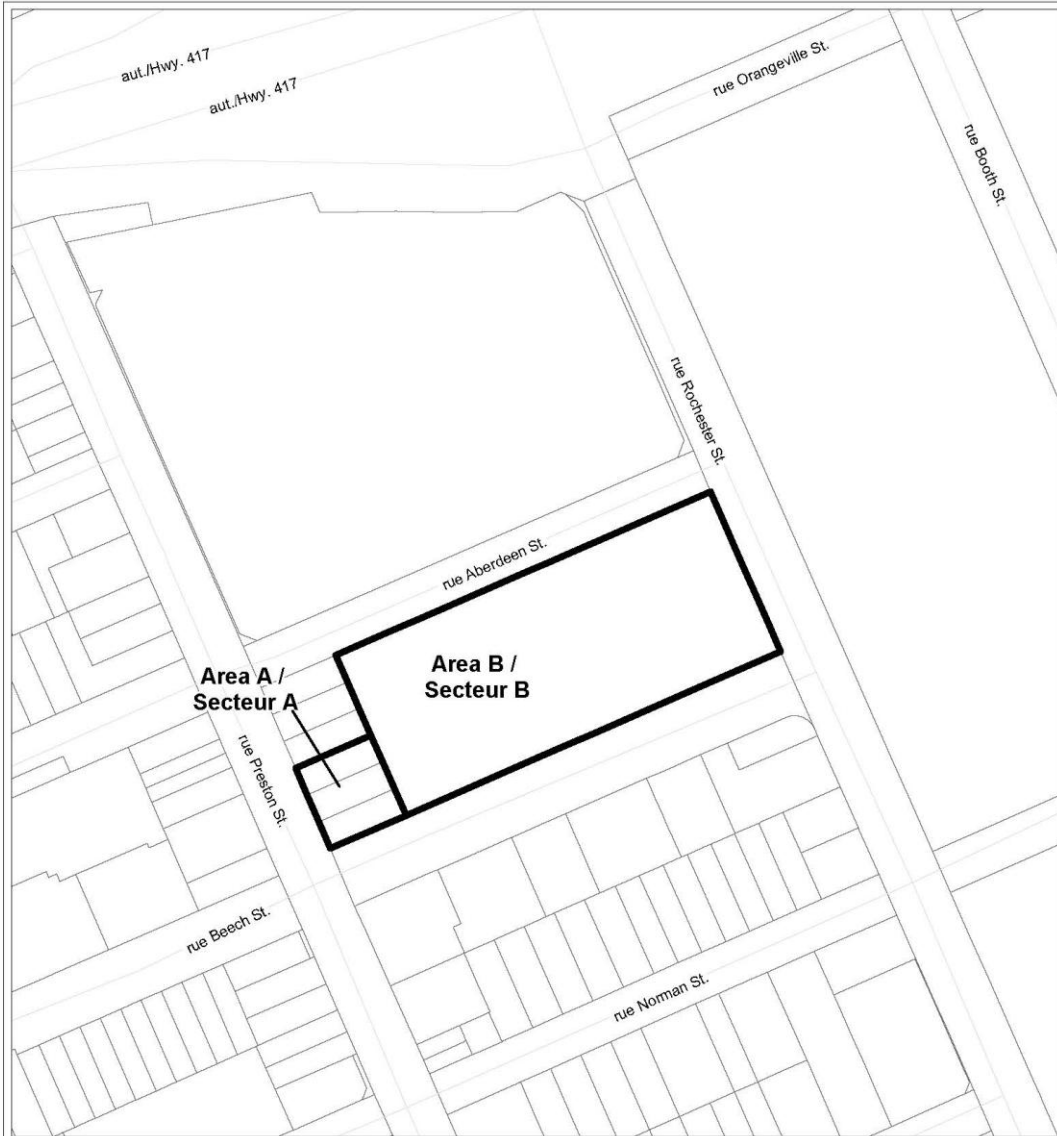 aut./Hwy. 417
aut./Hwy. 417
rue Orangeville St.
rue Booth St.
rue Rochester St.
rue Aberdeen St.
Area A /
Secteur A
Area B /
Secteur B
rue Preston St.
rue Beech St.
rue Norman St.